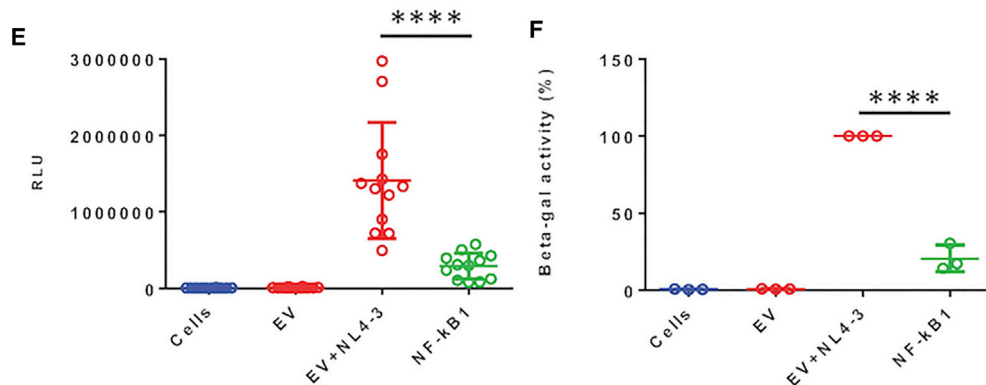 E
****
3000000
2000000
1000000
0
RLU
Cells
EV
EV+NL4-3
NF-kB1
F
****
150
100
50
0
Beta-gal activity (%)
Cells
EV
EV+NL4-3
NF-kB1